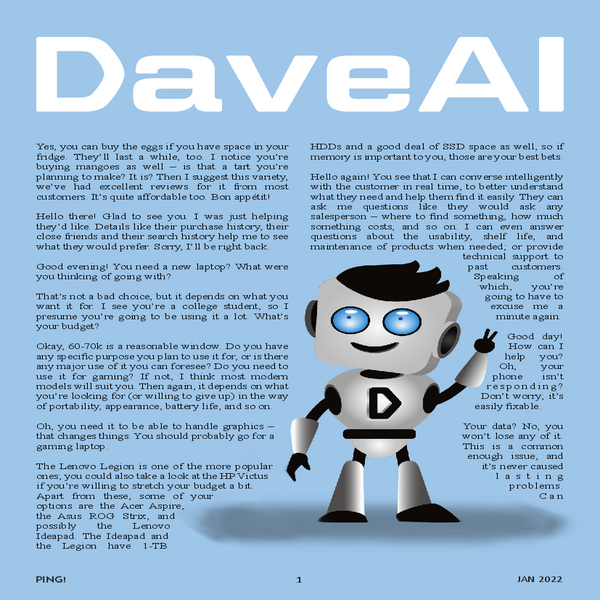 DaveAI
Yes, you can buy the eggs if you have space in your
fridge. They'll last a while, too. I notice you're
buying mangoes as well – is that a tart you're
planning to make? It is? Then I suggest this variety,
we've had excellent reviews for it from most
customers. It's quite affordable too. Bon appétit!
Hello there! Glad to see you. I was just helping
they'd like. Details like their purchase history, their
close friends and their search history help me to see
what they would prefer. Sorry, I'll be right back.
Good evening! You need a new laptop? What were
you thinking of going with?
That's not a bad choice, but it depends on what you
want it for. I see you're a college student, so I
presume you're going to be using it a lot. What's
your budget?
Okay, 60-70k is a reasonable window. Do you have
any specific purpose you plan to use it for, or is there
any major use of it you can foresee? Do you need to
use it for gaming? If not, I think most modern
models will suit you. Then again, it depends on what
you're looking for (or willing to give up) in the way
of portability, appearance, battery life, and so on.
Oh, you need it to be able to handle graphics –
that changes things. You should probably go for a
gaming laptop.
The Lenovo Legion is one of the more popular
ones, you could also take a look at the HP Victus
if you're willing to stretch your budget a bit.
Apart from these, some of your
options are the Acer Aspire,
the Asus ROG Strix, and
possibly the Lenovo
Ideapad. The Ideapad and
the Legion have 1-TB
HDDs and a good deal of SSD space as well, so if
memory is important to you, those are your best bets.
Hello again! You see that I can converse intelligently
with the customer in real time, to better understand
what they need and help them find it easily. They can
ask me questions like they would ask any
salesperson – where to find something, how much
something costs, and so on. I can even answer
questions about the usability, shelf life, and
maintenance of products when needed, or provide
technical support to
past customers.
Speaking of
which, you're
going to have to
excuse me a
minute again.
Good day!
How can I
help you?
Oh, your
phone isn't
responding?
Don't worry, it's
easily fixable.
Your data? No, you
won't lose any of it.
This is a common
enough issue, and
it's never caused
lasting
problems.
Can
D
PING!
1
JAN 2022